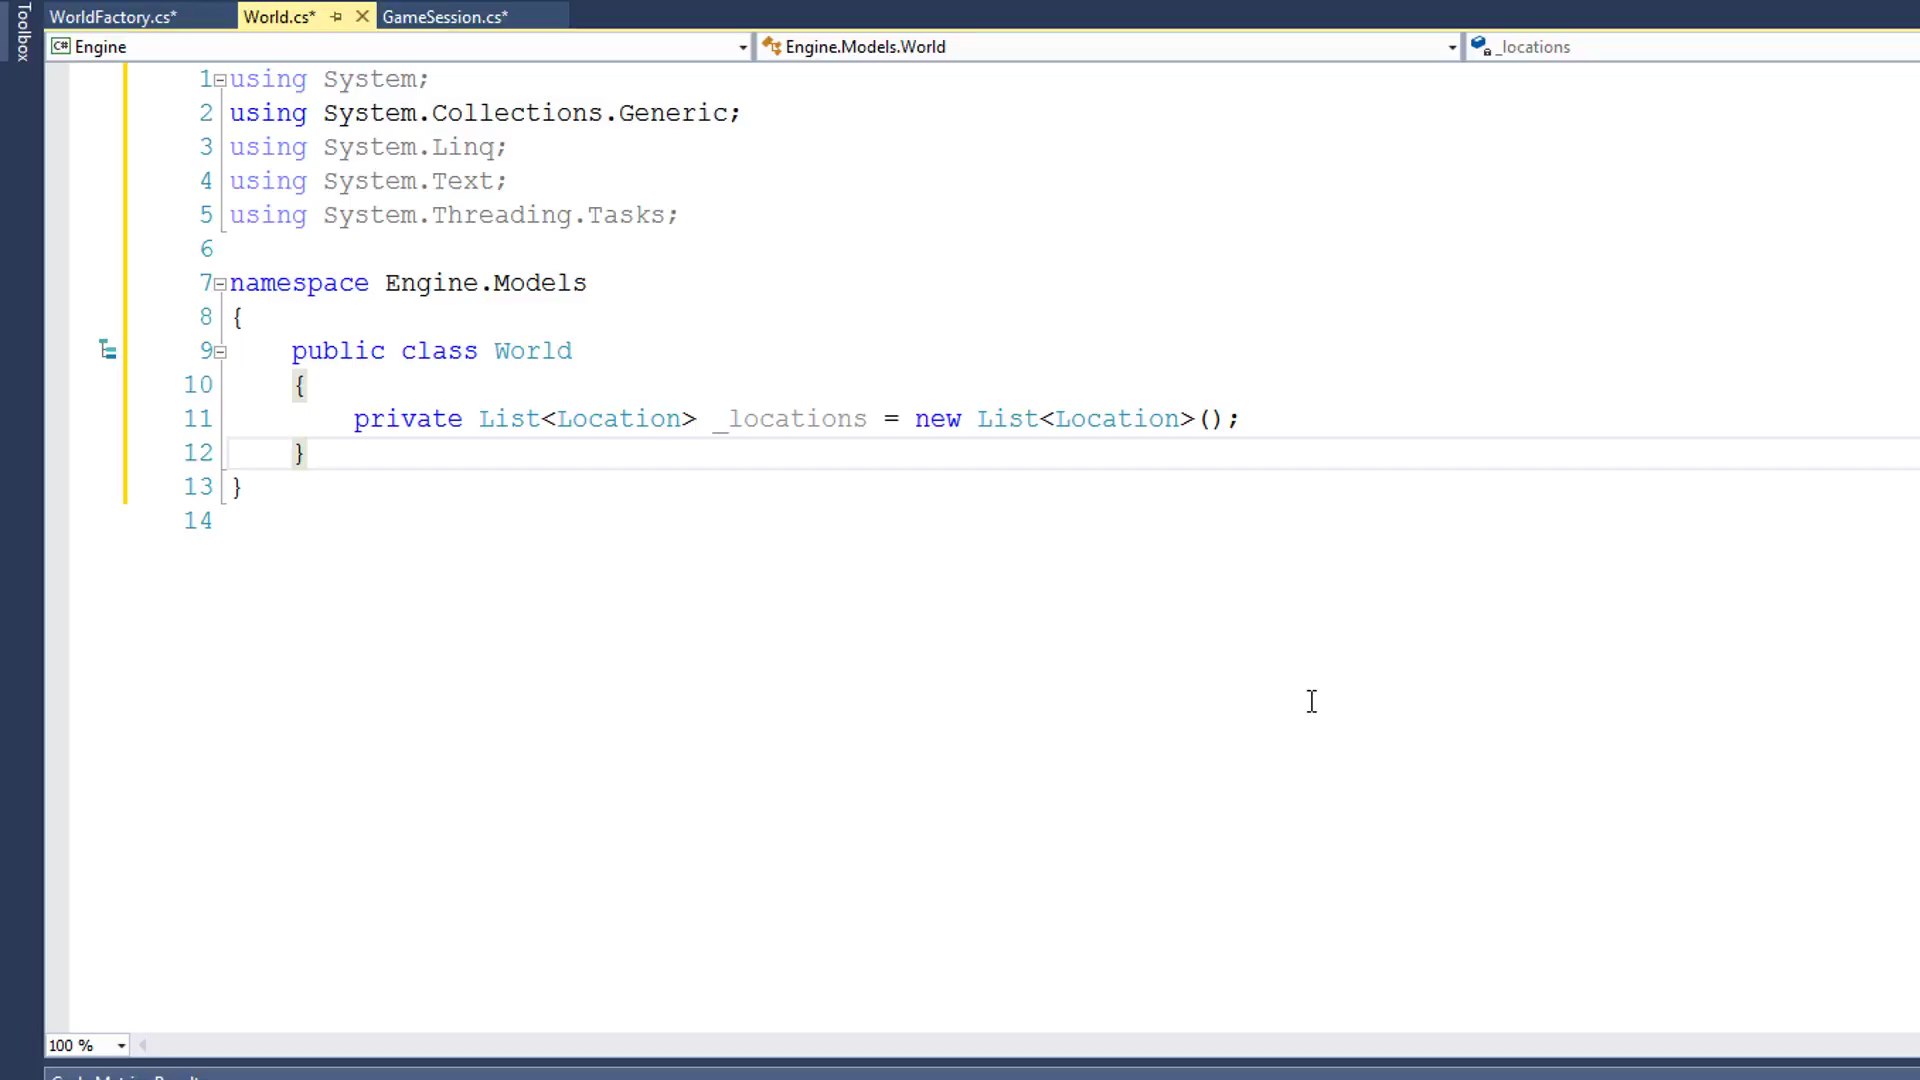 Toolbox
WorldFactory.cs*
World.cs*
GameSession.cs*
C# Engine
Engine.Models.World
_locations
1 using System;
2 using System.Collections.Generic;
3 using System.Linq;
4 using System.Text;
5 using System.Threading.Tasks;
6
7 namespace Engine.Models
8 {
9 public class World
10 {
11 private List<Location> _locations = new List<Location>();
12 }
13 }
14
100 %